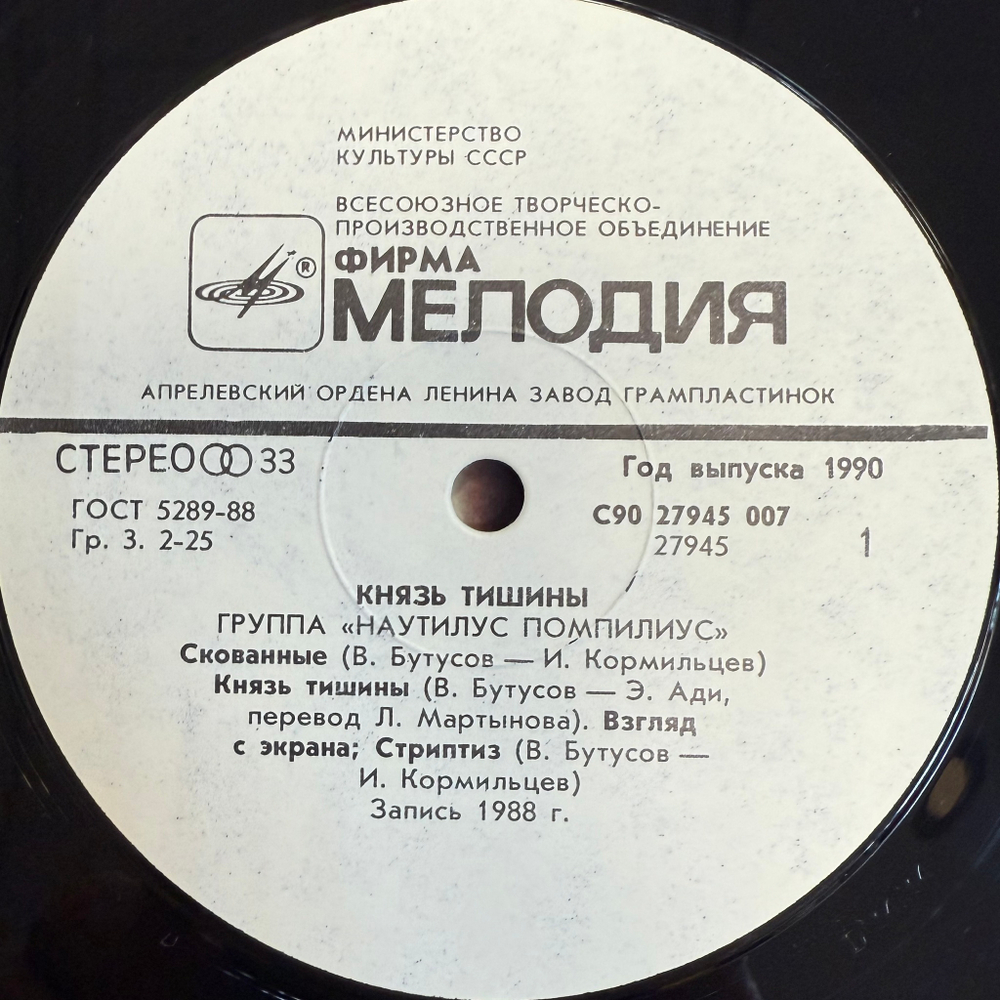 МИНИСТЕРСТВО
КУЛЬТУРЫ СССР
ВСЕСОЮЗНОЕ ТВОРЧЕСКО-
ПРОИЗВОДСТВЕННОЕ ОБЪЕДИНЕНИЕ
ФИРМА
®
МЕЛОДИЯ
АПРЕЛЕВСКИЙ ОРДЕНА ЛЕНИНА ЗАВОД ГРАМПЛАСТИНОК
СТЕРЕО 33
Год выпуска 1990
ГОСТ 5289-88
С90 27945 007
Гр. 3. 2-25
27945 1
КНЯЗЬ ТИШИНЫ
ГРУППА «НАУТИЛУС ПОМПИЛИУС»
Скованные (В. Бутусов — И. Кормильцев)
Князь тишины (В. Бутусов — Э. Ади,
перевод Л. Мартынова). Взгляд
с экрана; Стриптиз (В. Бутусов —
И. Кормильцев)
Запись 1988 г.